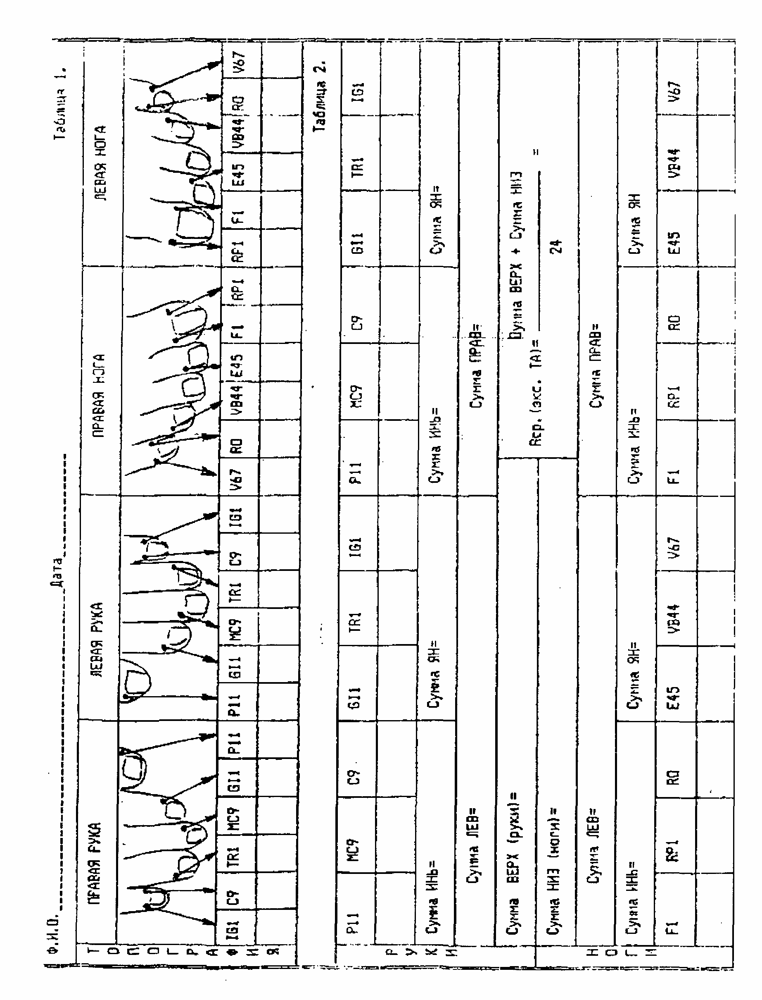 Ф.И.О. Дата
Таблица 1.
ТОПОГРАФИЯ
ПРАВАЯ РУКА ЛЕВАЯ РУКА ПРАВАЯ НОГА ЛЕВАЯ НОГА
IG1 C9 TR1 MC9 GI1 P11 P11 GI1 MC9 TR1 C9 IG1 V67 RO VB44 E45 F1 RP1 RP1 F1 E45 VB44 RO V67
Таблица 2.
РУКИ
P11 MC9 C9 GI1 TR1 IG1 P11 MC9 C9 GI1 TR1 IG1
Сумма ИНЬ= Сумма ЯН= Сумма ИНЬ= Сумма ЯН=
Сумма ЛЕВ= Сумма ПРАВ=
Сумма ВЕРХ (руки)= Сумма ВЕРХ + Сумма НИЗ
Rср.(экс. ТА)= =
Сумма НИЗ (ноги)= 24
НОГИ
Сумма ЛЕВ= Сумма ПРАВ=
Сумма ИНЬ= Сумма ЯН= Сумма ИНЬ= Сумма ЯН
F1 RP1 RO E45 VB44 V67 F1 RP1 RO E45 VB44 V67